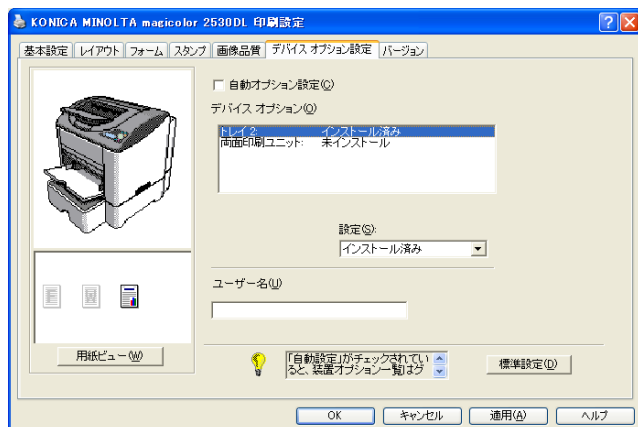 KONICA MINOLTA magicolor 2530DL 印刷設定
基本設定 レイアウト フォーム スタンプ 画像品質 デバイス オプション設定 バージョン
自動オプション設定(C)
デバイス オプション(O)
トレイ 2: インストール済み
両面印刷ユニット: 未インストール
設定(S):
インストール済み
ユーザー名(U)
用紙ビュー(W)
「自動設定」がチェックされてい
ると、装置オプション一覧はグ
標準設定(D)
OK キャンセル 適用(A) ヘルプ